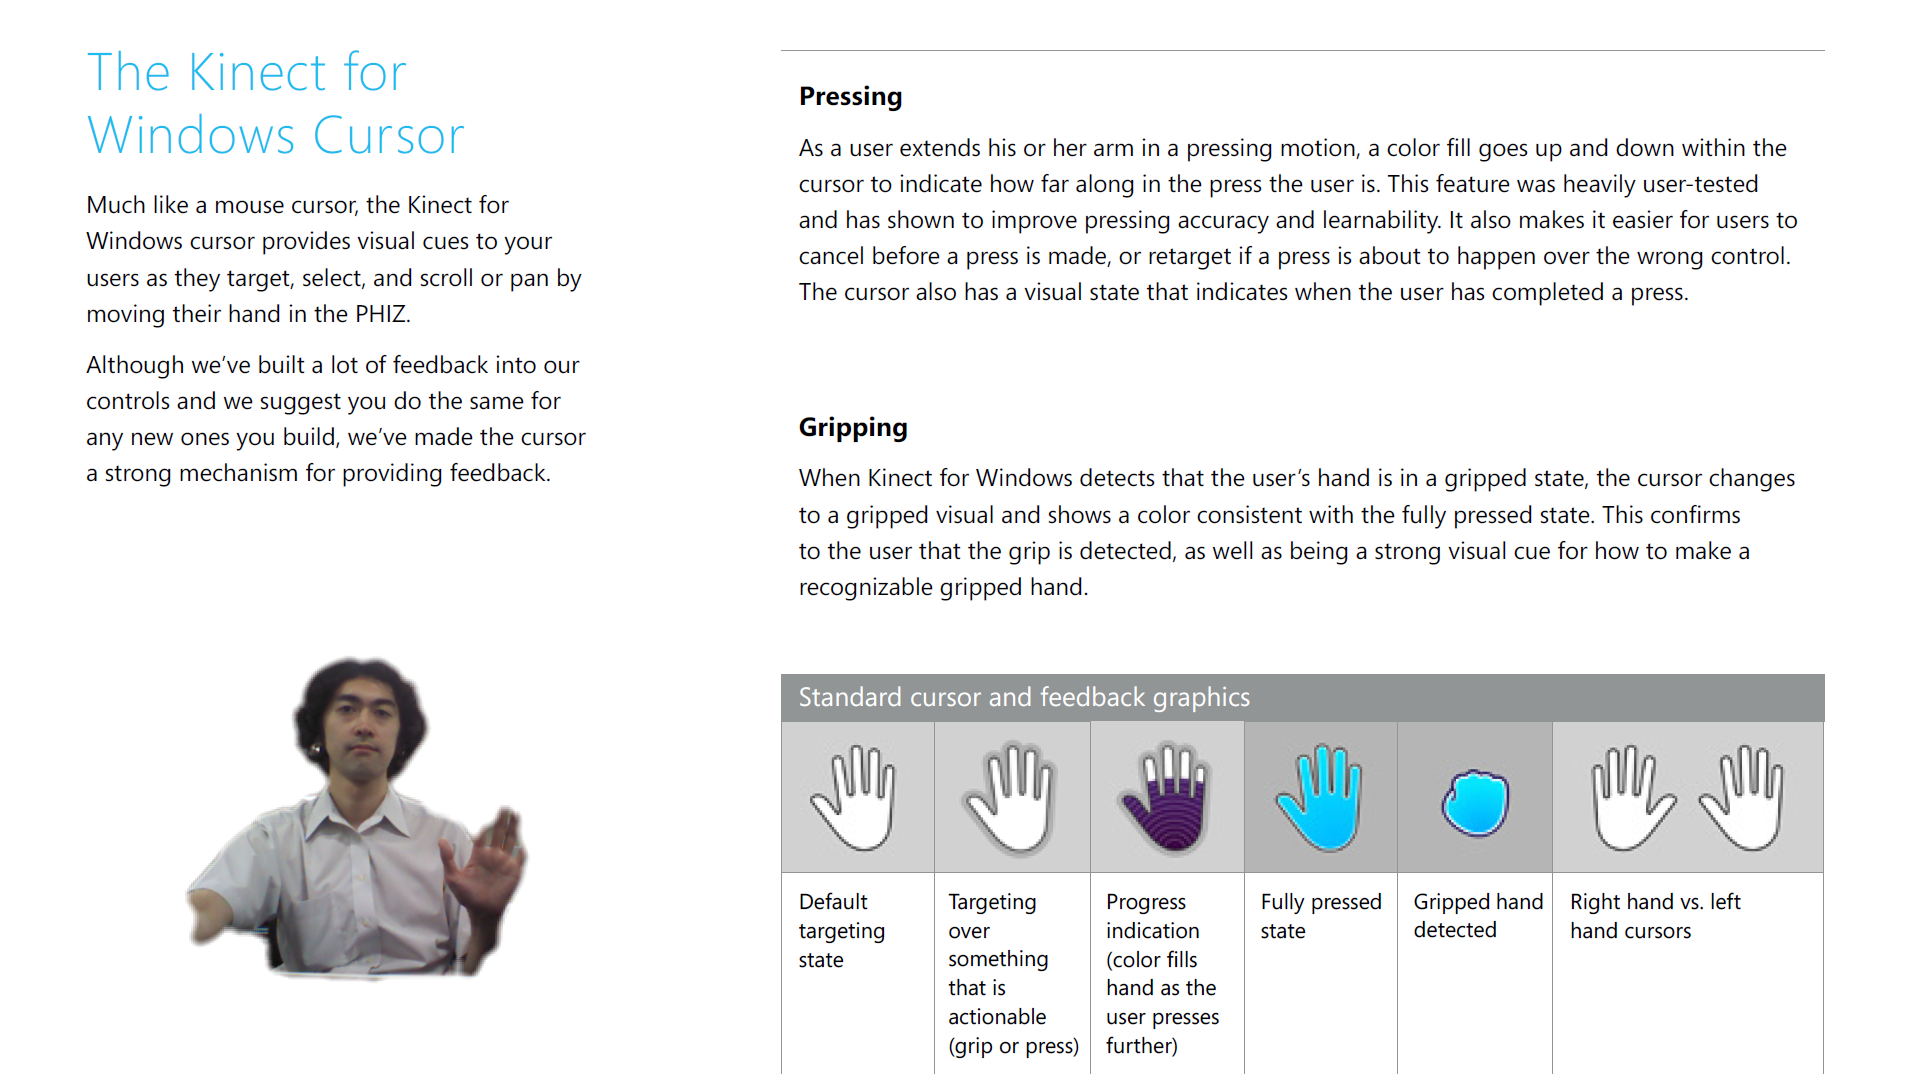 The Kinect for
Windows Cursor
Much like a mouse cursor, the Kinect for
Windows cursor provides visual cues to your
users as they target, select, and scroll or pan by
moving their hand in the PHIZ.
Although we’ve built a lot of feedback into our
controls and we suggest you do the same for
any new ones you build, we’ve made the cursor
a strong mechanism for providing feedback.
Pressing
As a user extends his or her arm in a pressing motion, a color fill goes up and down within the
cursor to indicate how far along in the press the user is. This feature was heavily user-tested
and has shown to improve pressing accuracy and learnability. It also makes it easier for users to
cancel before a press is made, or retarget if a press is about to happen over the wrong control.
The cursor also has a visual state that indicates when the user has completed a press.
Gripping
When Kinect for Windows detects that the user’s hand is in a gripped state, the cursor changes
to a gripped visual and shows a color consistent with the fully pressed state. This confirms
to the user that the grip is detected, as well as being a strong visual cue for how to make a
recognizable gripped hand.
Standard cursor and feedback graphics
Default
targeting
state
Targeting
over
something
that is
actionable
(grip or press)
Progress
indication
(color fills
hand as the
user presses
further)
Fully pressed
state
Gripped hand
detected
Right hand vs. left
hand cursors